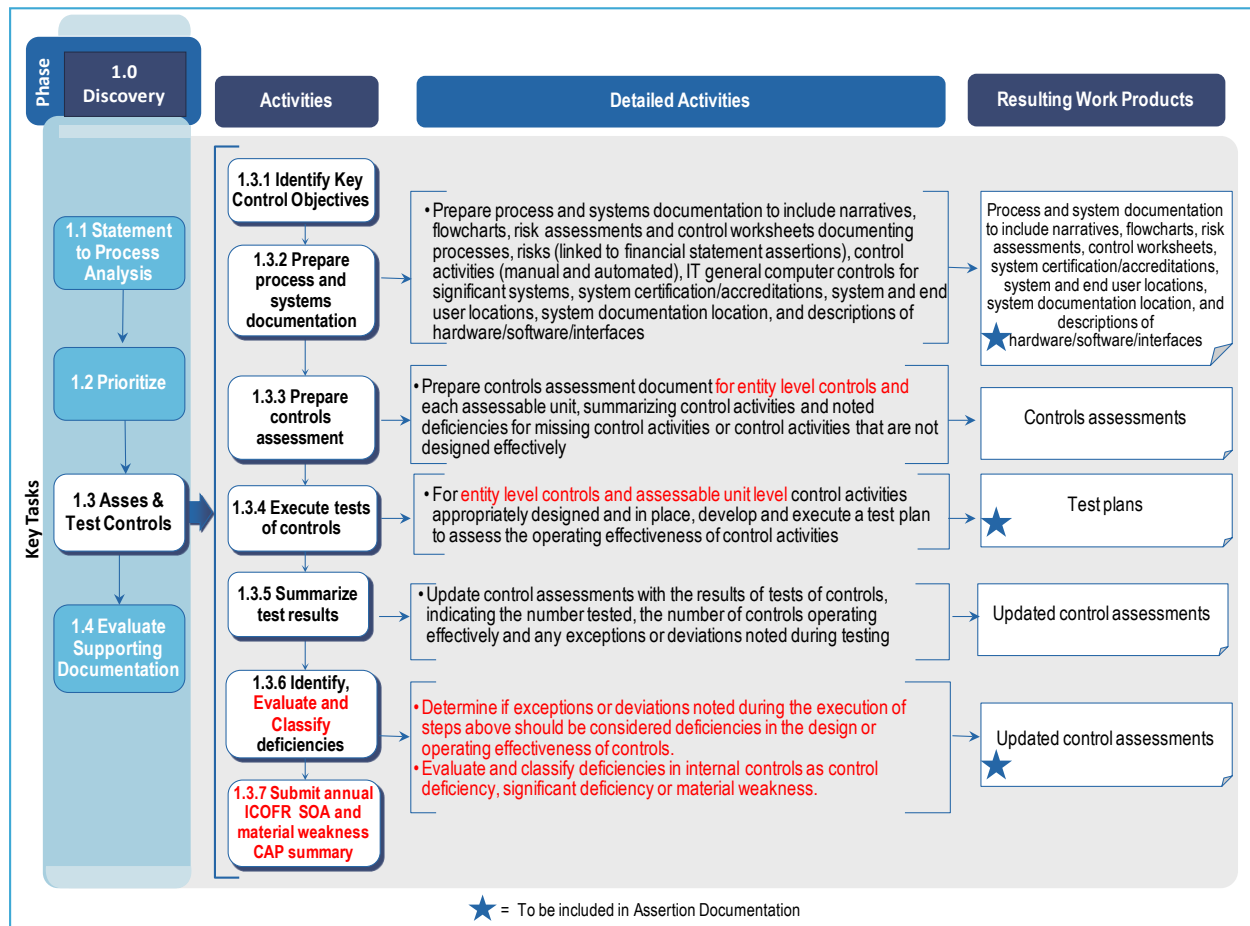 Phase
1.0
Discovery
Activities
Detailed Activities
Resulting Work Products
Key Tasks
1.1 Statement
to Process
Analysis
1.2 Prioritize
1.3 Asses &
Test Controls
1.4 Evaluate
Supporting
Documentation
1.3.1 Identify Key
Control Objectives
1.3.2 Prepare
process and
systems
documentation
• Prepare process and systems documentation to include narratives,
flowcharts, risk assessments and control worksheets documenting
processes, risks (linked to financial statement assertions), control
activities (manual and automated), IT general computer controls for
significant systems, system certification/accreditations, system and end
user locations, system documentation location, and descriptions of
hardware/software/interfaces
Process and system documentation
to include narratives, flowcharts, risk
assessments, control worksheets,
system certification/accreditations,
system and end user locations,
system documentation location, and
descriptions of
hardware/software/interfaces
1.3.3 Prepare
controls
assessment
• Prepare controls assessment document for entity level controls and
each assessable unit, summarizing control activities and noted
deficiencies for missing control activities or control activities that are not
designed effectively
Controls assessments
1.3.4 Execute tests
of controls
• For entity level controls and assessable unit level control activities
appropriately designed and in place, develop and execute a test plan
to assess the operating effectiveness of control activities
Test plans
1.3.5 Summarize
test results
• Update control assessments with the results of tests of controls,
indicating the number tested, the number of controls operating
effectively and any exceptions or deviations noted during testing
Updated control assessments
1.3.6 Identify,
Evaluate and
Classify
deficiencies
• Determine if exceptions or deviations noted during the execution of
steps above should be considered deficiencies in the design or
operating effectiveness of controls.
• Evaluate and classify deficiencies in internal controls as control
deficiency, significant deficiency or material weakness.
Updated control assessments
1.3.7 Submit annual
ICOFR SOA and
material weakness
CAP summary
= To be included in Assertion Documentation